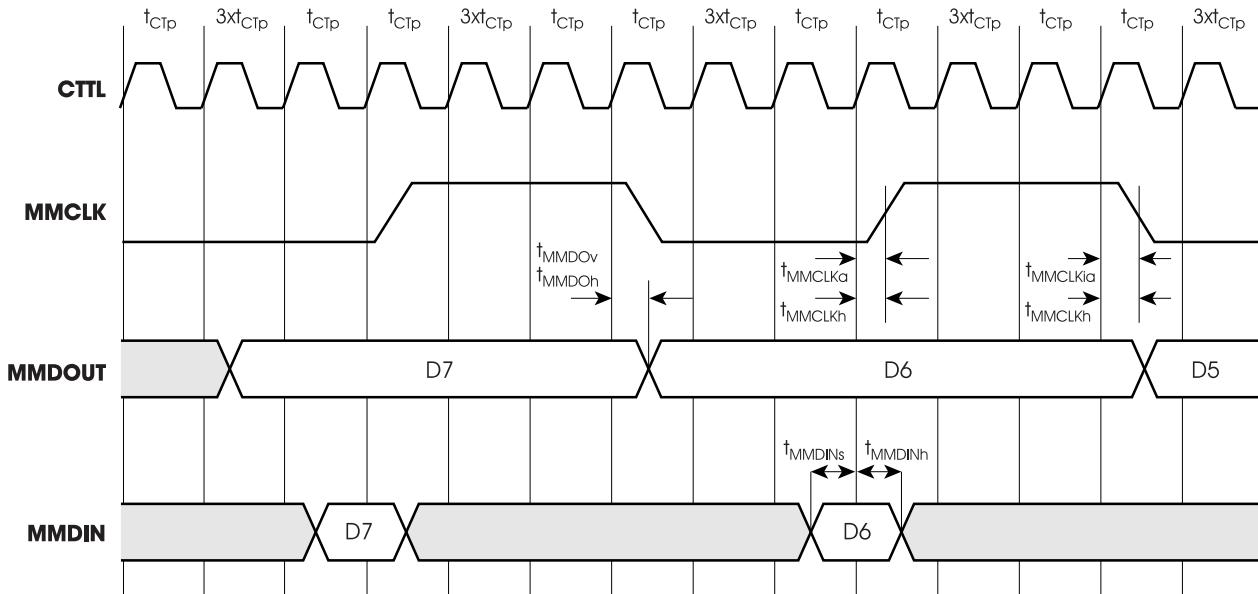 tCTp 3xtCTp tCTp tCTp 3xtCTp tCTp tCTp 3xtCTp tCTp tCTp 3xtCTp tCTp tCTp 3xtCTp
CTTL
MMCLK
tMMDOv
tMMDOh
tMMCLKa
tMMCLKh
tMMCLKia
tMMCLKh
MMDOUT D7 D6 D5
tMMDINs tMMDINh
MMDIN D7 D6